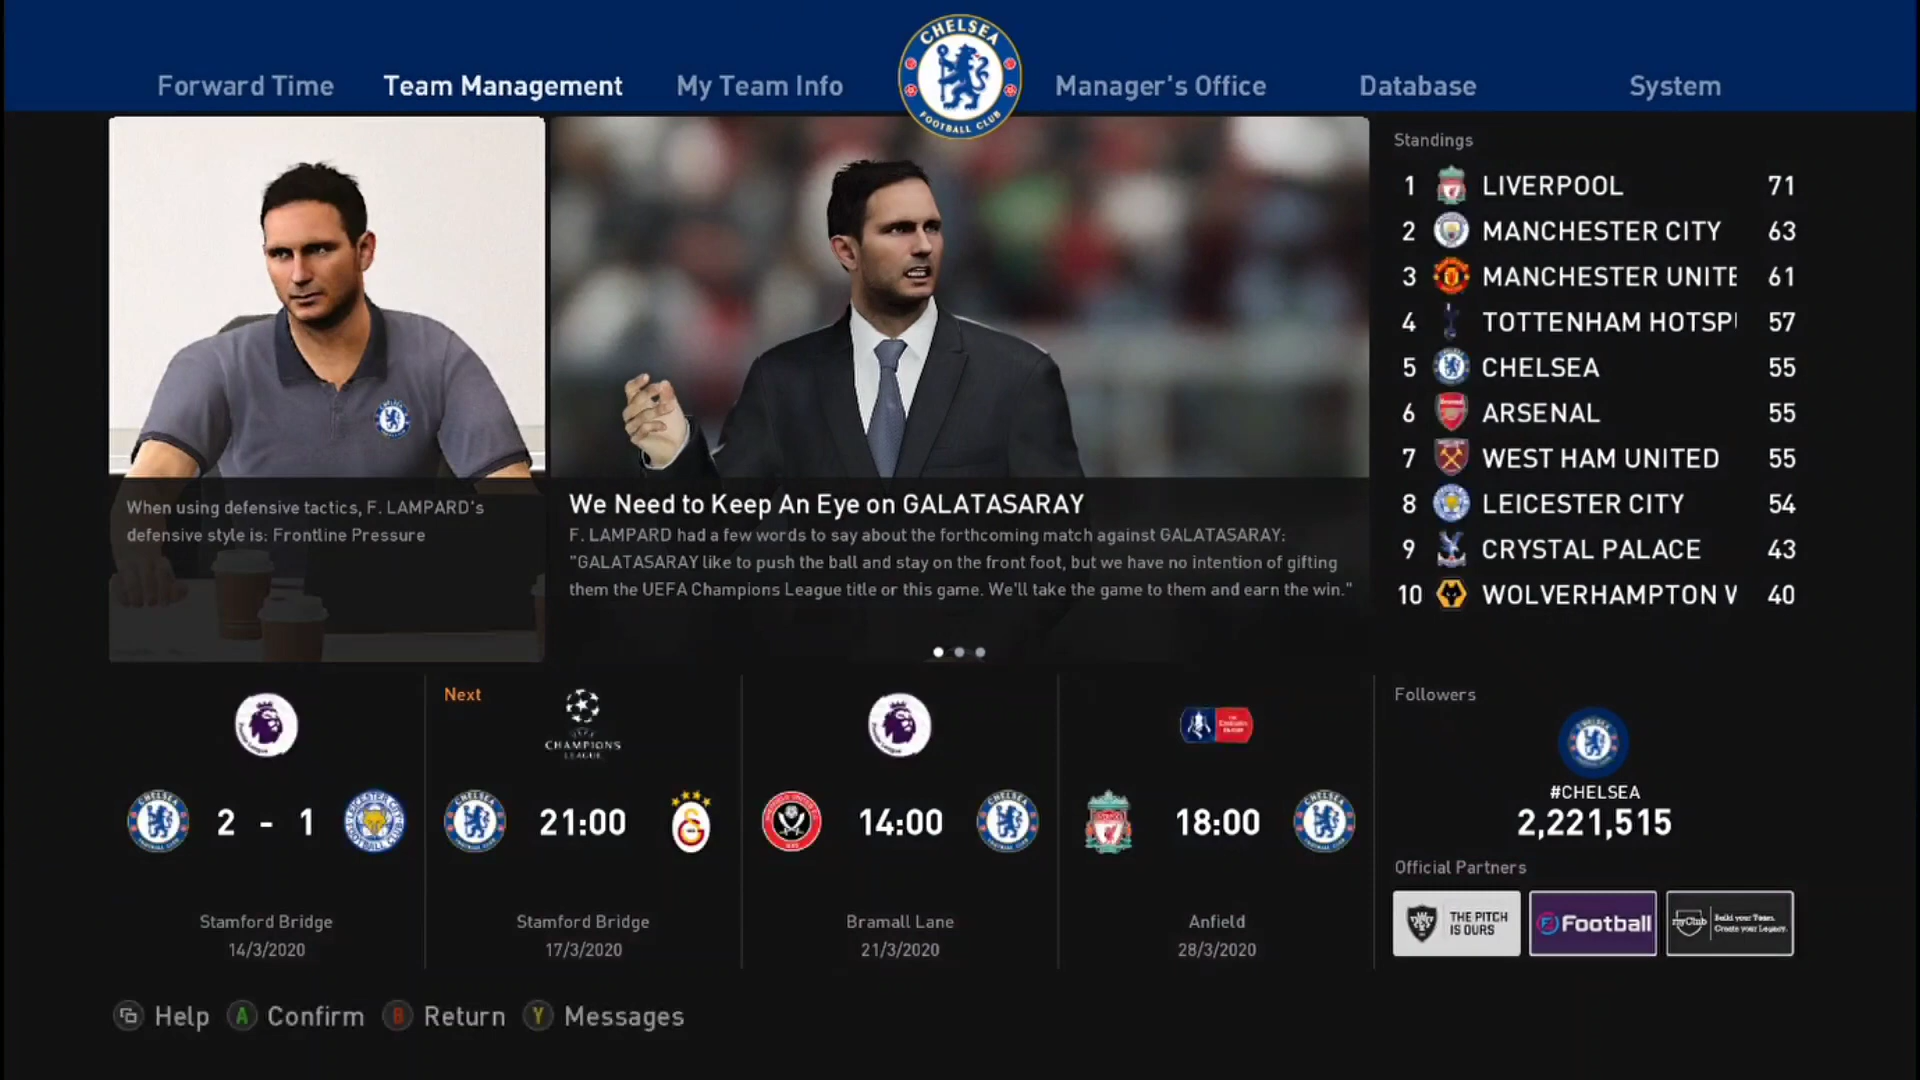 Forward Time
Team Management
My Team Info
CHELSEA
FOOTBALL CLUB
Manager's Office
Database
System
When using defensive tactics, F. LAMPARD's
defensive style is: Frontline Pressure
We Need to Keep An Eye on GALATASARAY
F. LAMPARD had a few words to say about the forthcoming match against GALATASARAY:
"GALATASARAY like to push the ball and stay on the front foot, but we have no intention of gifting
them the UEFA Champions League title or this game. We'll take the game to them and earn the win."
Standings
1 LIVERPOOL 71
2 MANCHESTER CITY 63
3 MANCHESTER UNITE 61
4 TOTTENHAM HOTSP 57
5 CHELSEA 55
6 ARSENAL 55
7 WEST HAM UNITED 55
8 LEICESTER CITY 54
9 CRYSTAL PALACE 43
10 WOLVERHAMPTON 40
2 - 1
Stamford Bridge
14/3/2020
Next
CHAMPIONS
LEAGUE
21:00
Stamford Bridge
17/3/2020
14:00
Bramall Lane
21/3/2020
18:00
Anfield
28/3/2020
Followers
#CHELSEA
2,221,515
Official Partners
THE PITCH
IS OURS
eFootball
myClub
Build your Team.
Create your Legacy.
Help
A Confirm
B Return
Y Messages